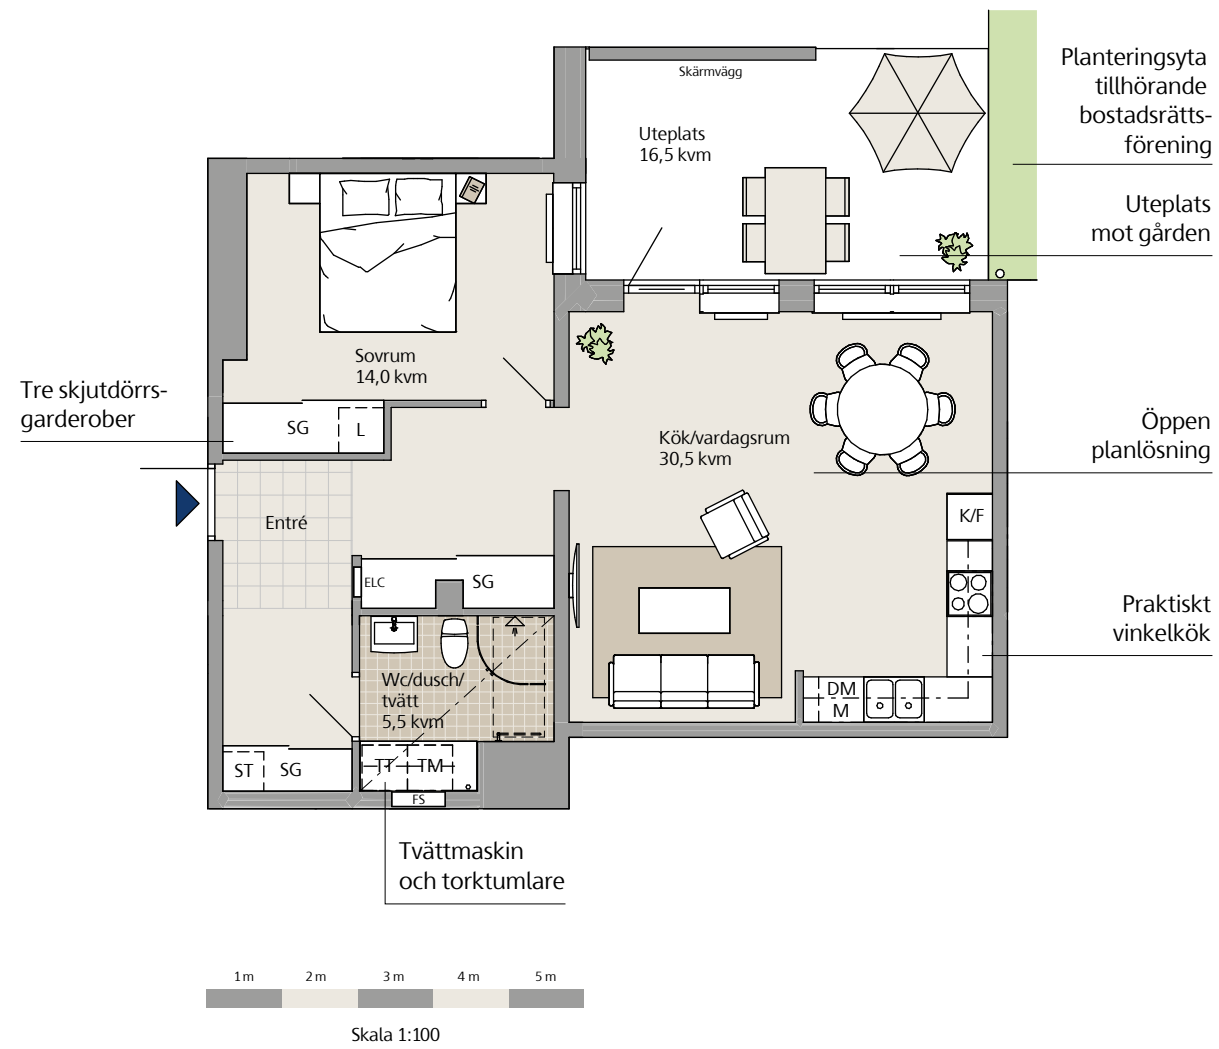 Planteringsyta
tillhörande
bostadsrätts-
förening
Skärmvägg
Uteplats
16,5 kvm
Uteplats
mot gården
Sovrum
14,0 kvm
Tre skjutdörrs-
garderober
SG
L
Kök/vardagsrum
30,5 kvm
Öppen
planlösning
Entré
K/F
ELC
SG
Praktiskt
vinkelkök
Wc/dusch/
tvätt
5,5 kvm
DM
M
ST
SG
TT
TM
FS
Tvättmaskin
och torktumlare
1 m
2 m
3 m
4 m
5 m
Skala 1:100